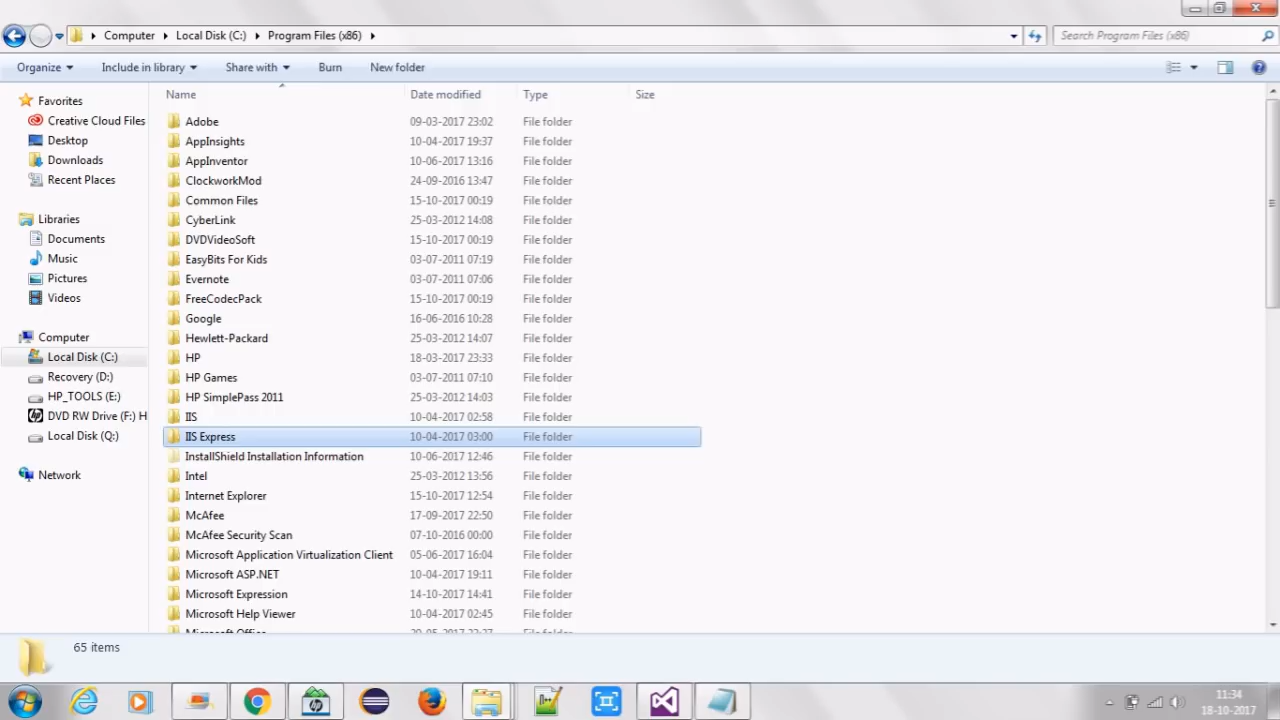 Computer Local Disk (C:) Program Files (x86) Search Program Files (x86)
Organize Include in library Share with Burn New folder
Name Date modified Type Size
Favorites
Creative Cloud Files
Desktop
Downloads
Recent Places
Libraries
Documents
Music
Pictures
Videos
Computer
Local Disk (C:)
Recovery (D:)
HP_TOOLS (E:)
DVD RW Drive (F:) H
Local Disk (Q:)
Network
Adobe 09-03-2017 23:02 File folder
AppInsights 10-04-2017 19:37 File folder
AppInventor 10-06-2017 13:16 File folder
ClockworkMod 24-09-2016 13:47 File folder
Common Files 15-10-2017 00:19 File folder
CyberLink 25-03-2012 14:08 File folder
DVDVideoSoft 15-10-2017 00:19 File folder
EasyBits For Kids 03-07-2011 07:19 File folder
Evernote 03-07-2011 07:06 File folder
FreeCodecPack 15-10-2017 00:19 File folder
Google 16-06-2016 10:28 File folder
Hewlett-Packard 25-03-2012 14:07 File folder
HP 18-03-2017 23:33 File folder
HP Games 03-07-2011 07:10 File folder
HP SimplePass 2011 25-03-2012 14:03 File folder
IIS 10-04-2017 02:58 File folder
IIS Express 10-04-2017 03:00 File folder
InstallShield Installation Information 10-06-2017 12:46 File folder
Intel 25-03-2012 13:56 File folder
Internet Explorer 15-10-2017 12:54 File folder
McAfee 17-09-2017 22:50 File folder
McAfee Security Scan 07-10-2016 00:00 File folder
Microsoft Application Virtualization Client 05-06-2017 16:04 File folder
Microsoft ASP.NET 10-04-2017 19:11 File folder
Microsoft Expression 14-10-2017 14:41 File folder
Microsoft Help Viewer 10-04-2017 02:45 File folder
Microsoft Office File folder
65 items
11:34
18-10-2017